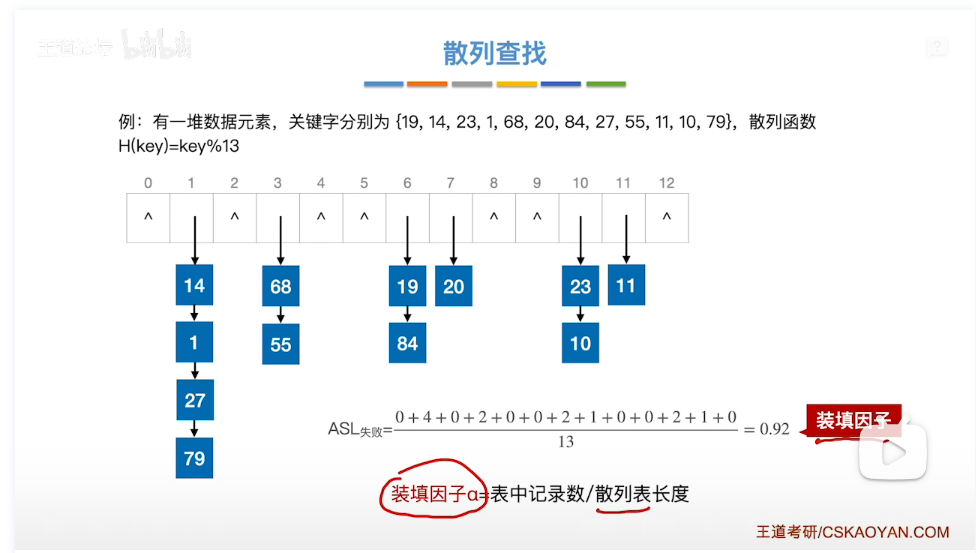 王道论坛 bilibili
散列查找
例：有一堆数据元素，关键字分别为 {19, 14, 23, 1, 68, 20, 84, 27, 55, 11, 10, 79}，散列函数
H(key)=key%13
0 1 2 3 4 5 6 7 8 9 10 11 12
^ ^ ^ ^ ^ ^ ^
14 68 19 20 23 11
1 55 84 10
27
79
ASL失败= 0 + 4 + 0 + 2 + 0 + 0 + 2 + 1 + 0 + 0 + 2 + 1 + 0 / 13 = 0.92
装填因子
装填因子α=表中记录数/散列表长度
王道考研/CSKAOYAN.COM